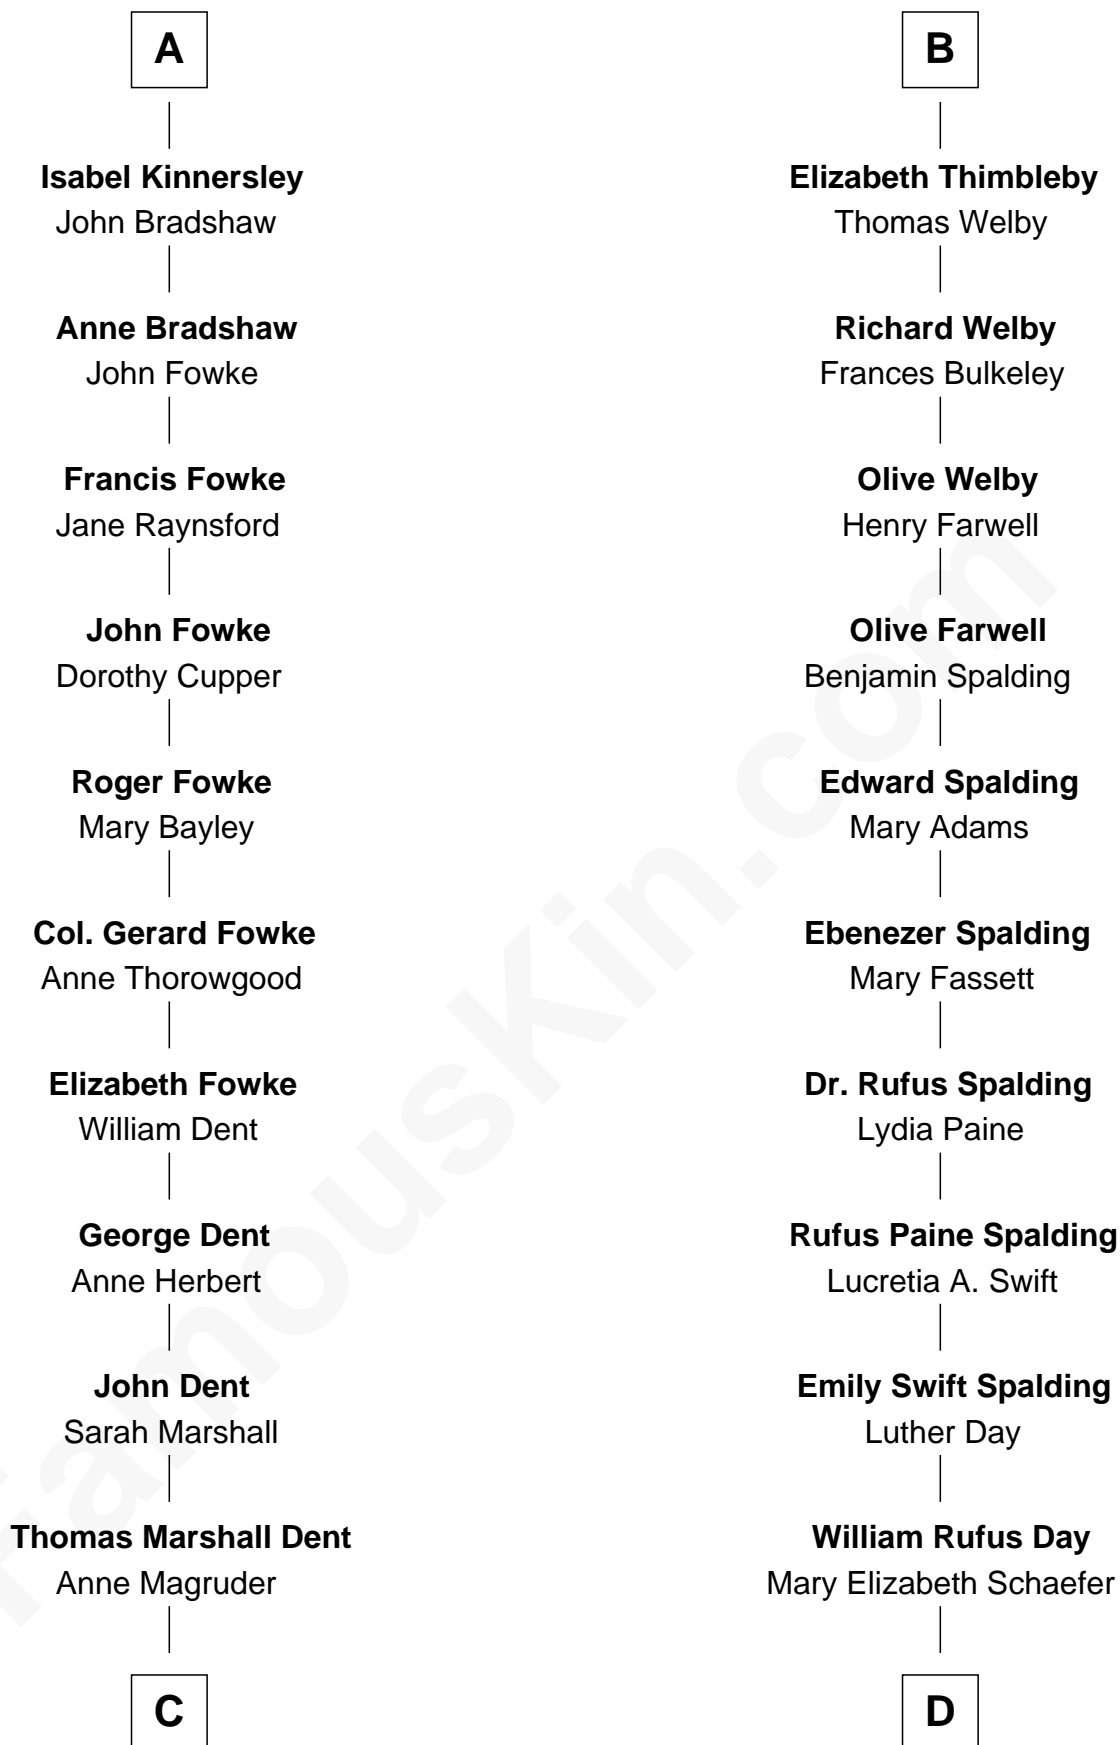 A
Isabel Kinnersley
John Bradshaw
Anne Bradshaw
John Fowke
Francis Fowke
Jane Raynsford
John Fowke
Dorothy Cupper
Roger Fowke
Mary Bayley
Col. Gerard Fowke
Anne Thorowgood
Elizabeth Fowke
William Dent
George Dent
Anne Herbert
John Dent
Sarah Marshall
Thomas Marshall Dent
Anne Magruder
C
B
Elizabeth Thimbleby
Thomas Welby
Richard Welby
Frances Bulkeley
Olive Welby
Henry Farwell
Olive Farwell
Benjamin Spalding
Edward Spalding
Mary Adams
Ebenezer Spalding
Mary Fassett
Dr. Rufus Spalding
Lydia Paine
Rufus Paine Spalding
Lucretia A. Swift
Emily Swift Spalding
Luther Day
William Rufus Day
Mary Elizabeth Schaefer
D
FamousKin.com